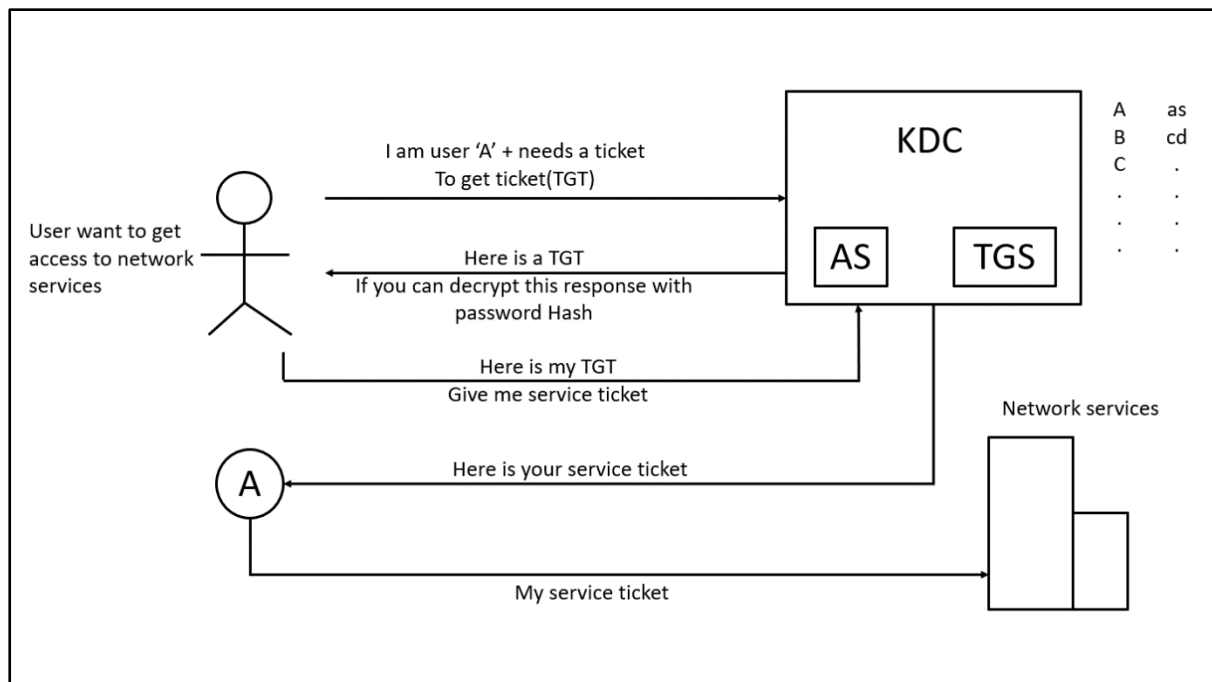 I am user ‘A’ + needs a ticket
To get ticket(TGT)
KDC
A as
B cd
C .
. .
. .
. .
User want to get
access to network
services
Here is a TGT
If you can decrypt this response with
password Hash
AS
TGS
Here is my TGT
Give me service ticket
Network services
Here is your service ticket
A
My service ticket